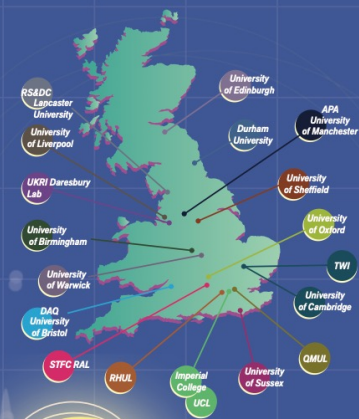 University
of Edinburgh
RS&DC
Lancaster
University
APA
University
of Manchester
University
of Liverpool
Durham
University
UKRI Daresbury
Lab
University
of Sheffield
University
of Birmingham
University
of Oxford
University
of Warwick
TWI
DAQ
University
of Bristol
University
of Cambridge
STFC RAL
RHUL
Imperial
College
UCL
University
of Sussex
QMUL